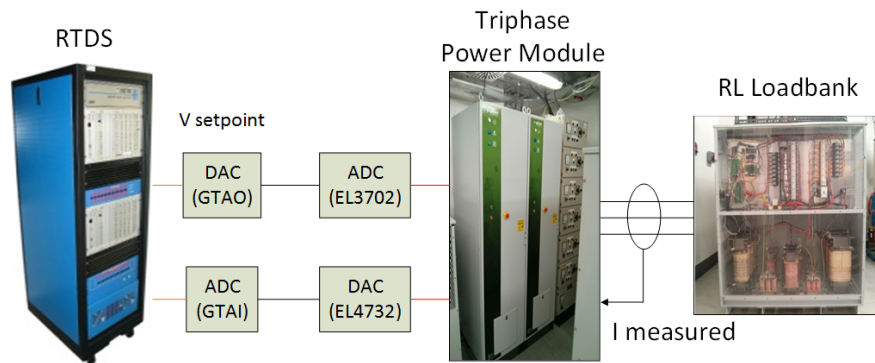 RTDS
Triphase
Power Module
RL Loadbank
V setpoint
DAC
(GTAO)
ADC
(EL3702)
ADC
(GTAI)
DAC
(EL4732)
I measured